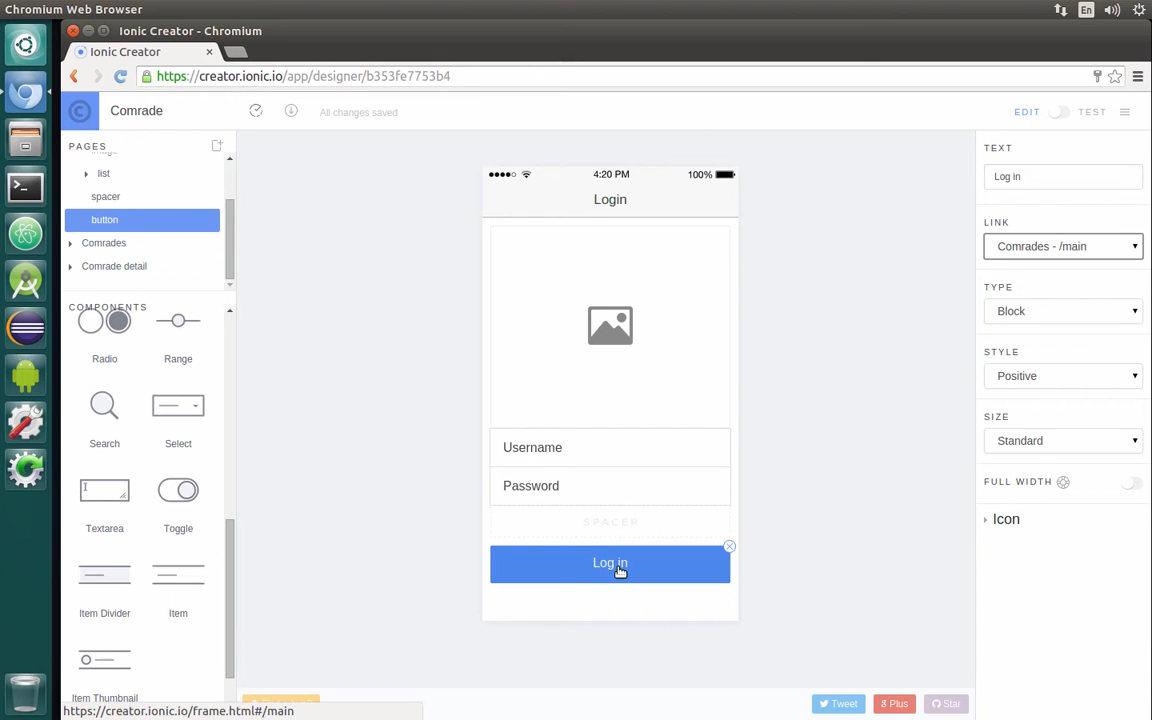 Chromium Web Browser
En
Ionic Creator - Chromium
Ionic Creator
https://creator.ionic.io/app/designer/b353fe7753b4
Comrade
All changes saved
EDIT
TEST
PAGES
list
spacer
button
Comrades
Comrade detail
COMPONENTS
Radio
Range
Search
Select
Textarea
Toggle
Item Divider
Item
Item Thumbnail
4:20 PM
100%
Login
Username
Password
SPACER
Log in
TEXT
Log in
LINK
Comrades - /main
TYPE
Block
STYLE
Positive
SIZE
Standard
FULL WIDTH
Icon
Tweet
Plus
Star
https://creator.ionic.io/frame.html#/main